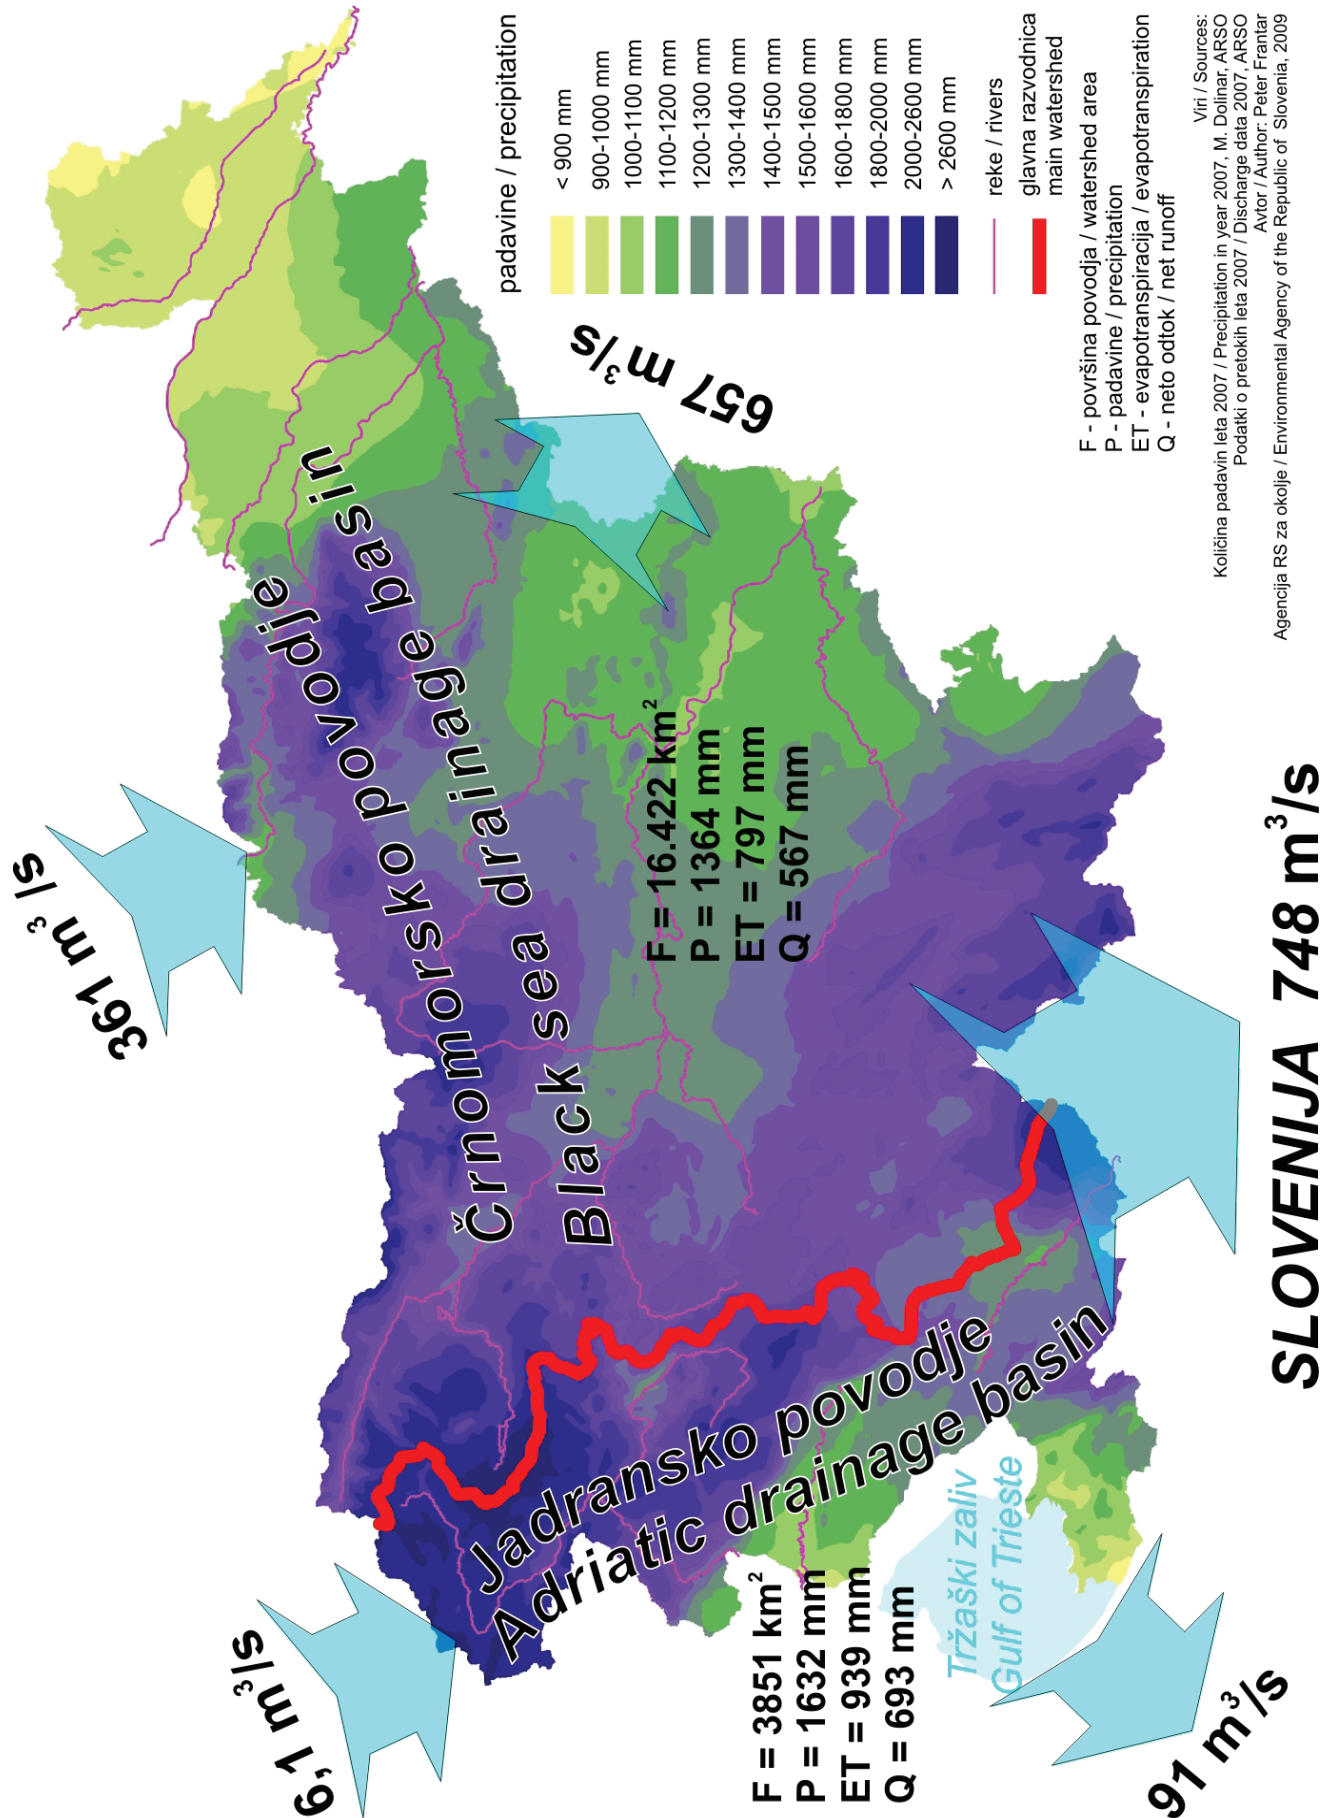 361 m³/s
6,1 m³/s
Črnomorsko povodje
Black sea drainage basin
F = 16.422 km²
P = 1364 mm
ET = 797 mm
Q = 567 mm
657 m³/s
Jadransko povodje
Adriatic drainage basin
F = 3851 km²
P = 1632 mm
ET = 939 mm
Q = 693 mm
Tržaški zaliv
Gulf of Trieste
91 m³/s
SLOVENIJA 748 m³/s
padavine / precipitation
< 900 mm
900-1000 mm
1000-1100 mm
1100-1200 mm
1200-1300 mm
1300-1400 mm
1400-1500 mm
1500-1600 mm
1600-1800 mm
1800-2000 mm
2000-2600 mm
> 2600 mm
reke / rivers
glavna razvodnica
main watershed
F - površina povodja / watershed area
P - padavine / precipitation
ET - evapotranspiracija / evapotranspiration
Q - neto odtok / net runoff
Viri / Sources:
Količina padavin leta 2007 / Precipitation in year 2007, M. Dolinar, ARSO
Podatki o pretokih leta 2007 / Discharge data 2007, ARSO
Avtor / Author: Peter Frantar
Agencija RS za okolje / Environmental Agency of the Republic of Slovenia, 2009